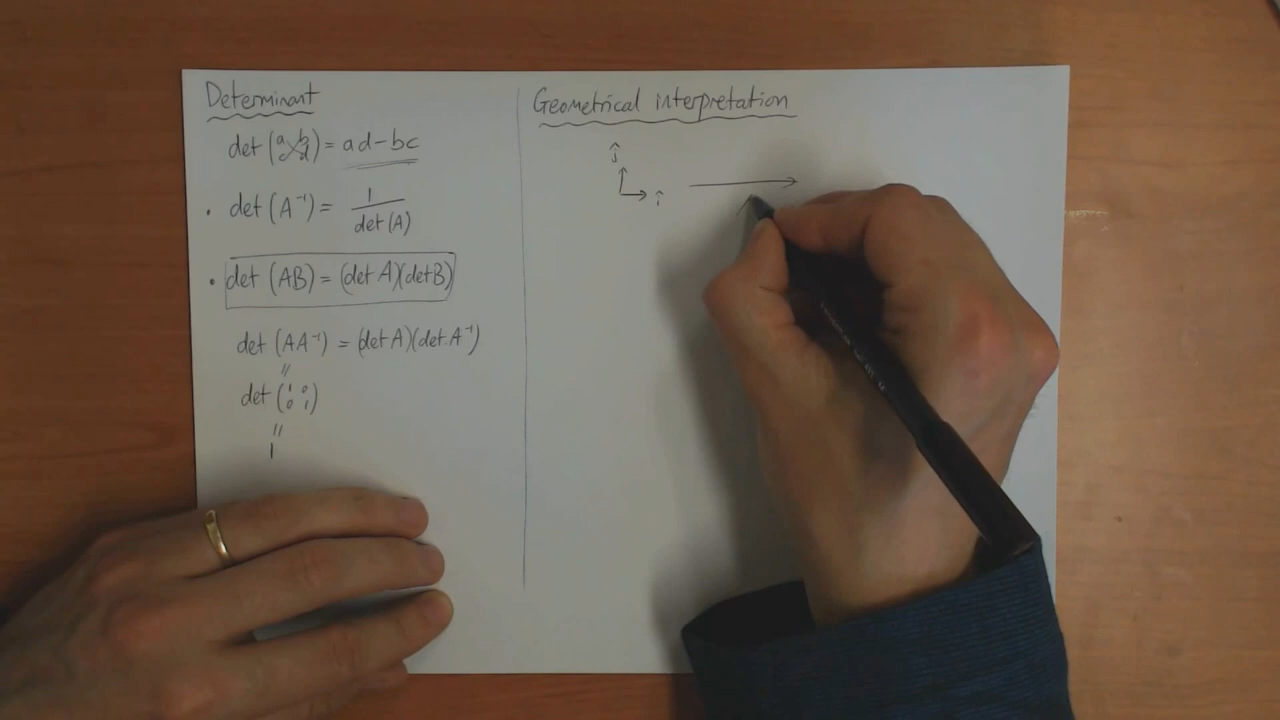 Determinant
det (a b c d) = ad-bc
· det (A⁻¹) = 1 / det (A)
· det (AB) = (det A)(det B)
det (AA⁻¹) = (det A)(det A⁻¹)
"
det (1 0 0 1)
"
1
Geometrical interpretation
ĵ
î